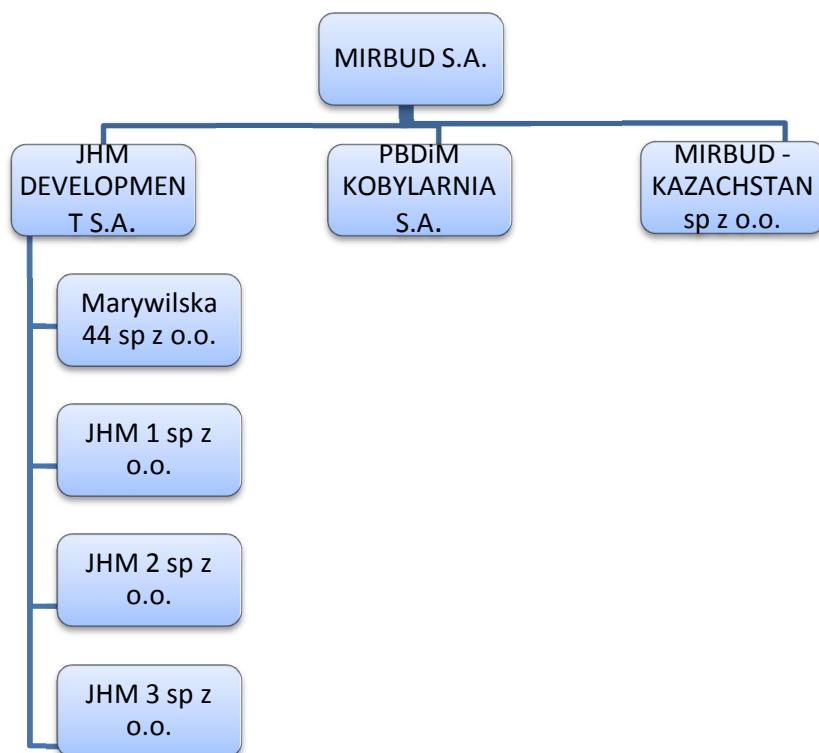 MIRBUD S.A.
JHM
DEVELOPMEN
T S.A.
PBDiM
KOBYLARNIA
S.A.
MIRBUD -
KAZACHSTAN
sp z o.o.
Marywilska
44 sp z o.o.
JHM 1 sp z
o.o.
JHM 2 sp z
o.o.
JHM 3 sp z
o.o.